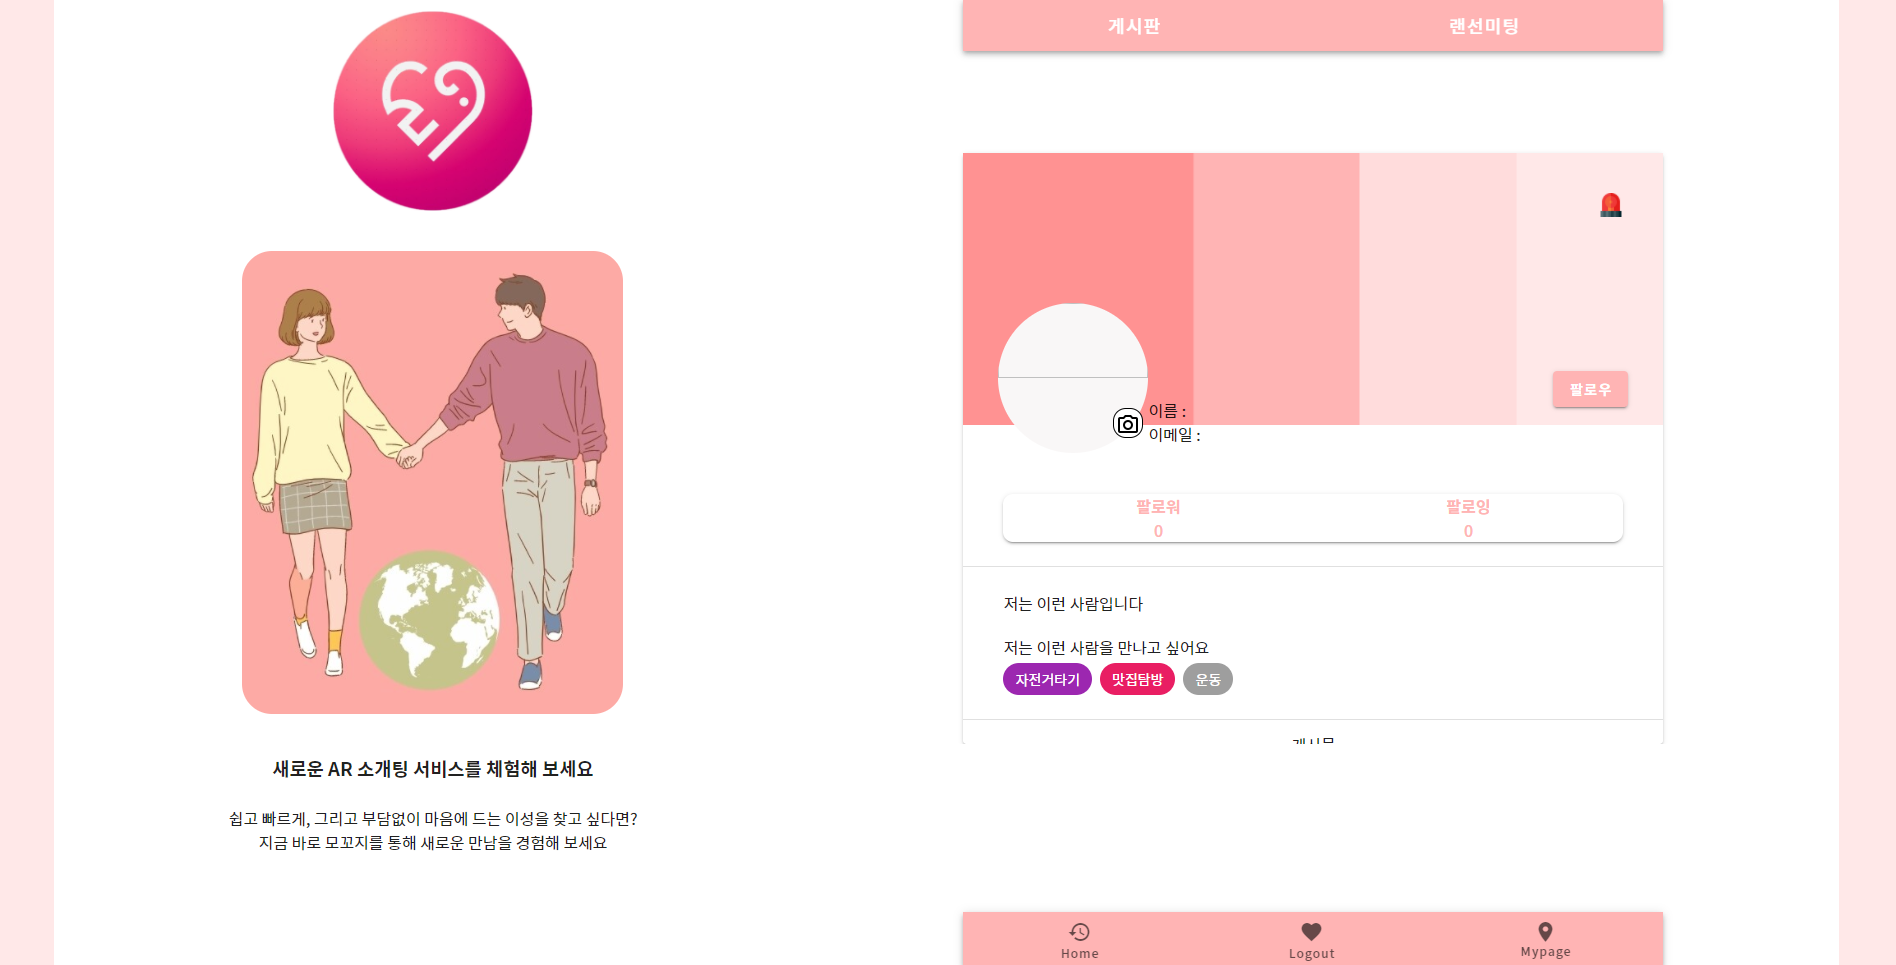 새로운 AR 소개팅 서비스를 체험해 보세요
쉽고 빠르게, 그리고 부담없이 마음에 드는 이성을 찾고 싶다면?
지금 바로 모꼬지를 통해 새로운 만남을 경험해 보세요
게시판 랜선미팅
팔로우
이름 :
이메일 :
팔로워 팔로잉
0 0
저는 이런 사람입니다
저는 이런 사람을 만나고 싶어요
자전거타기 맛집탐방 운동
Home Logout Mypage